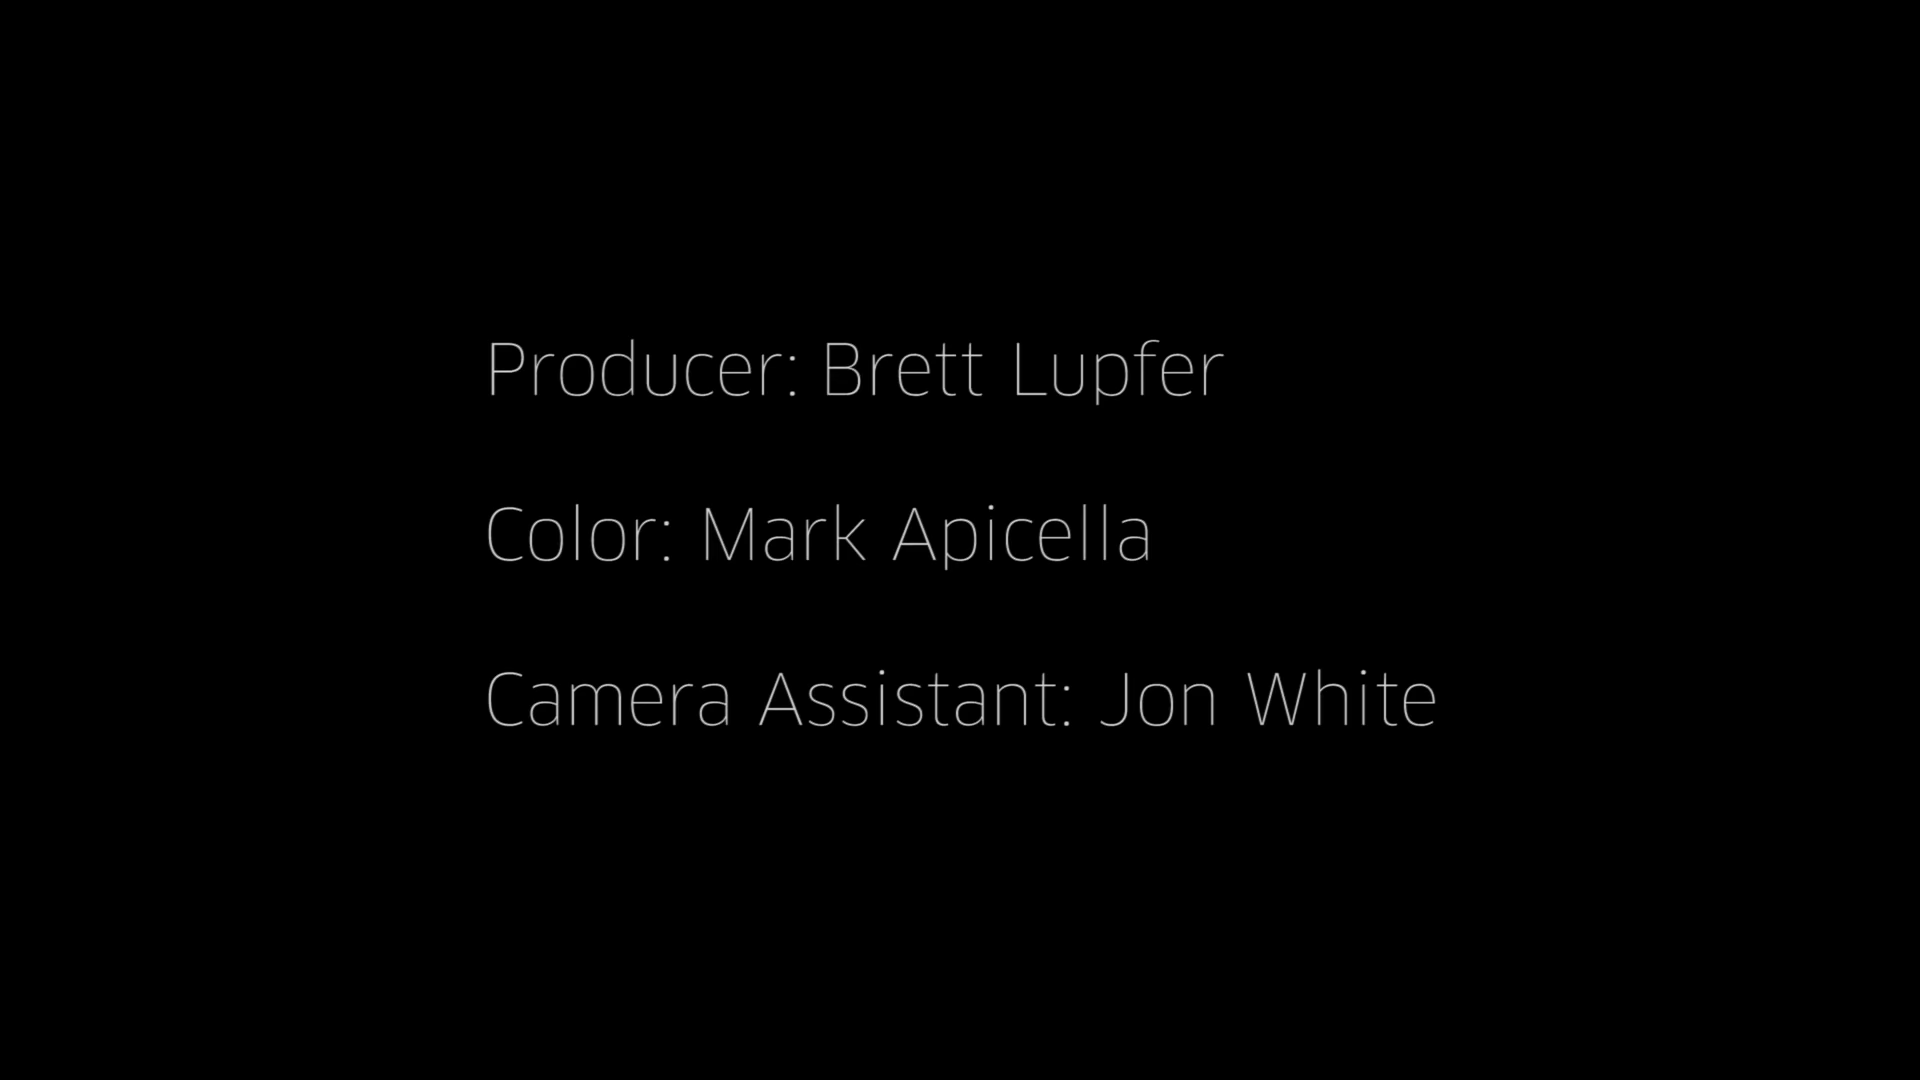 Producer: Brett Lupfer
Color: Mark Apicella
Camera Assistant: Jon White